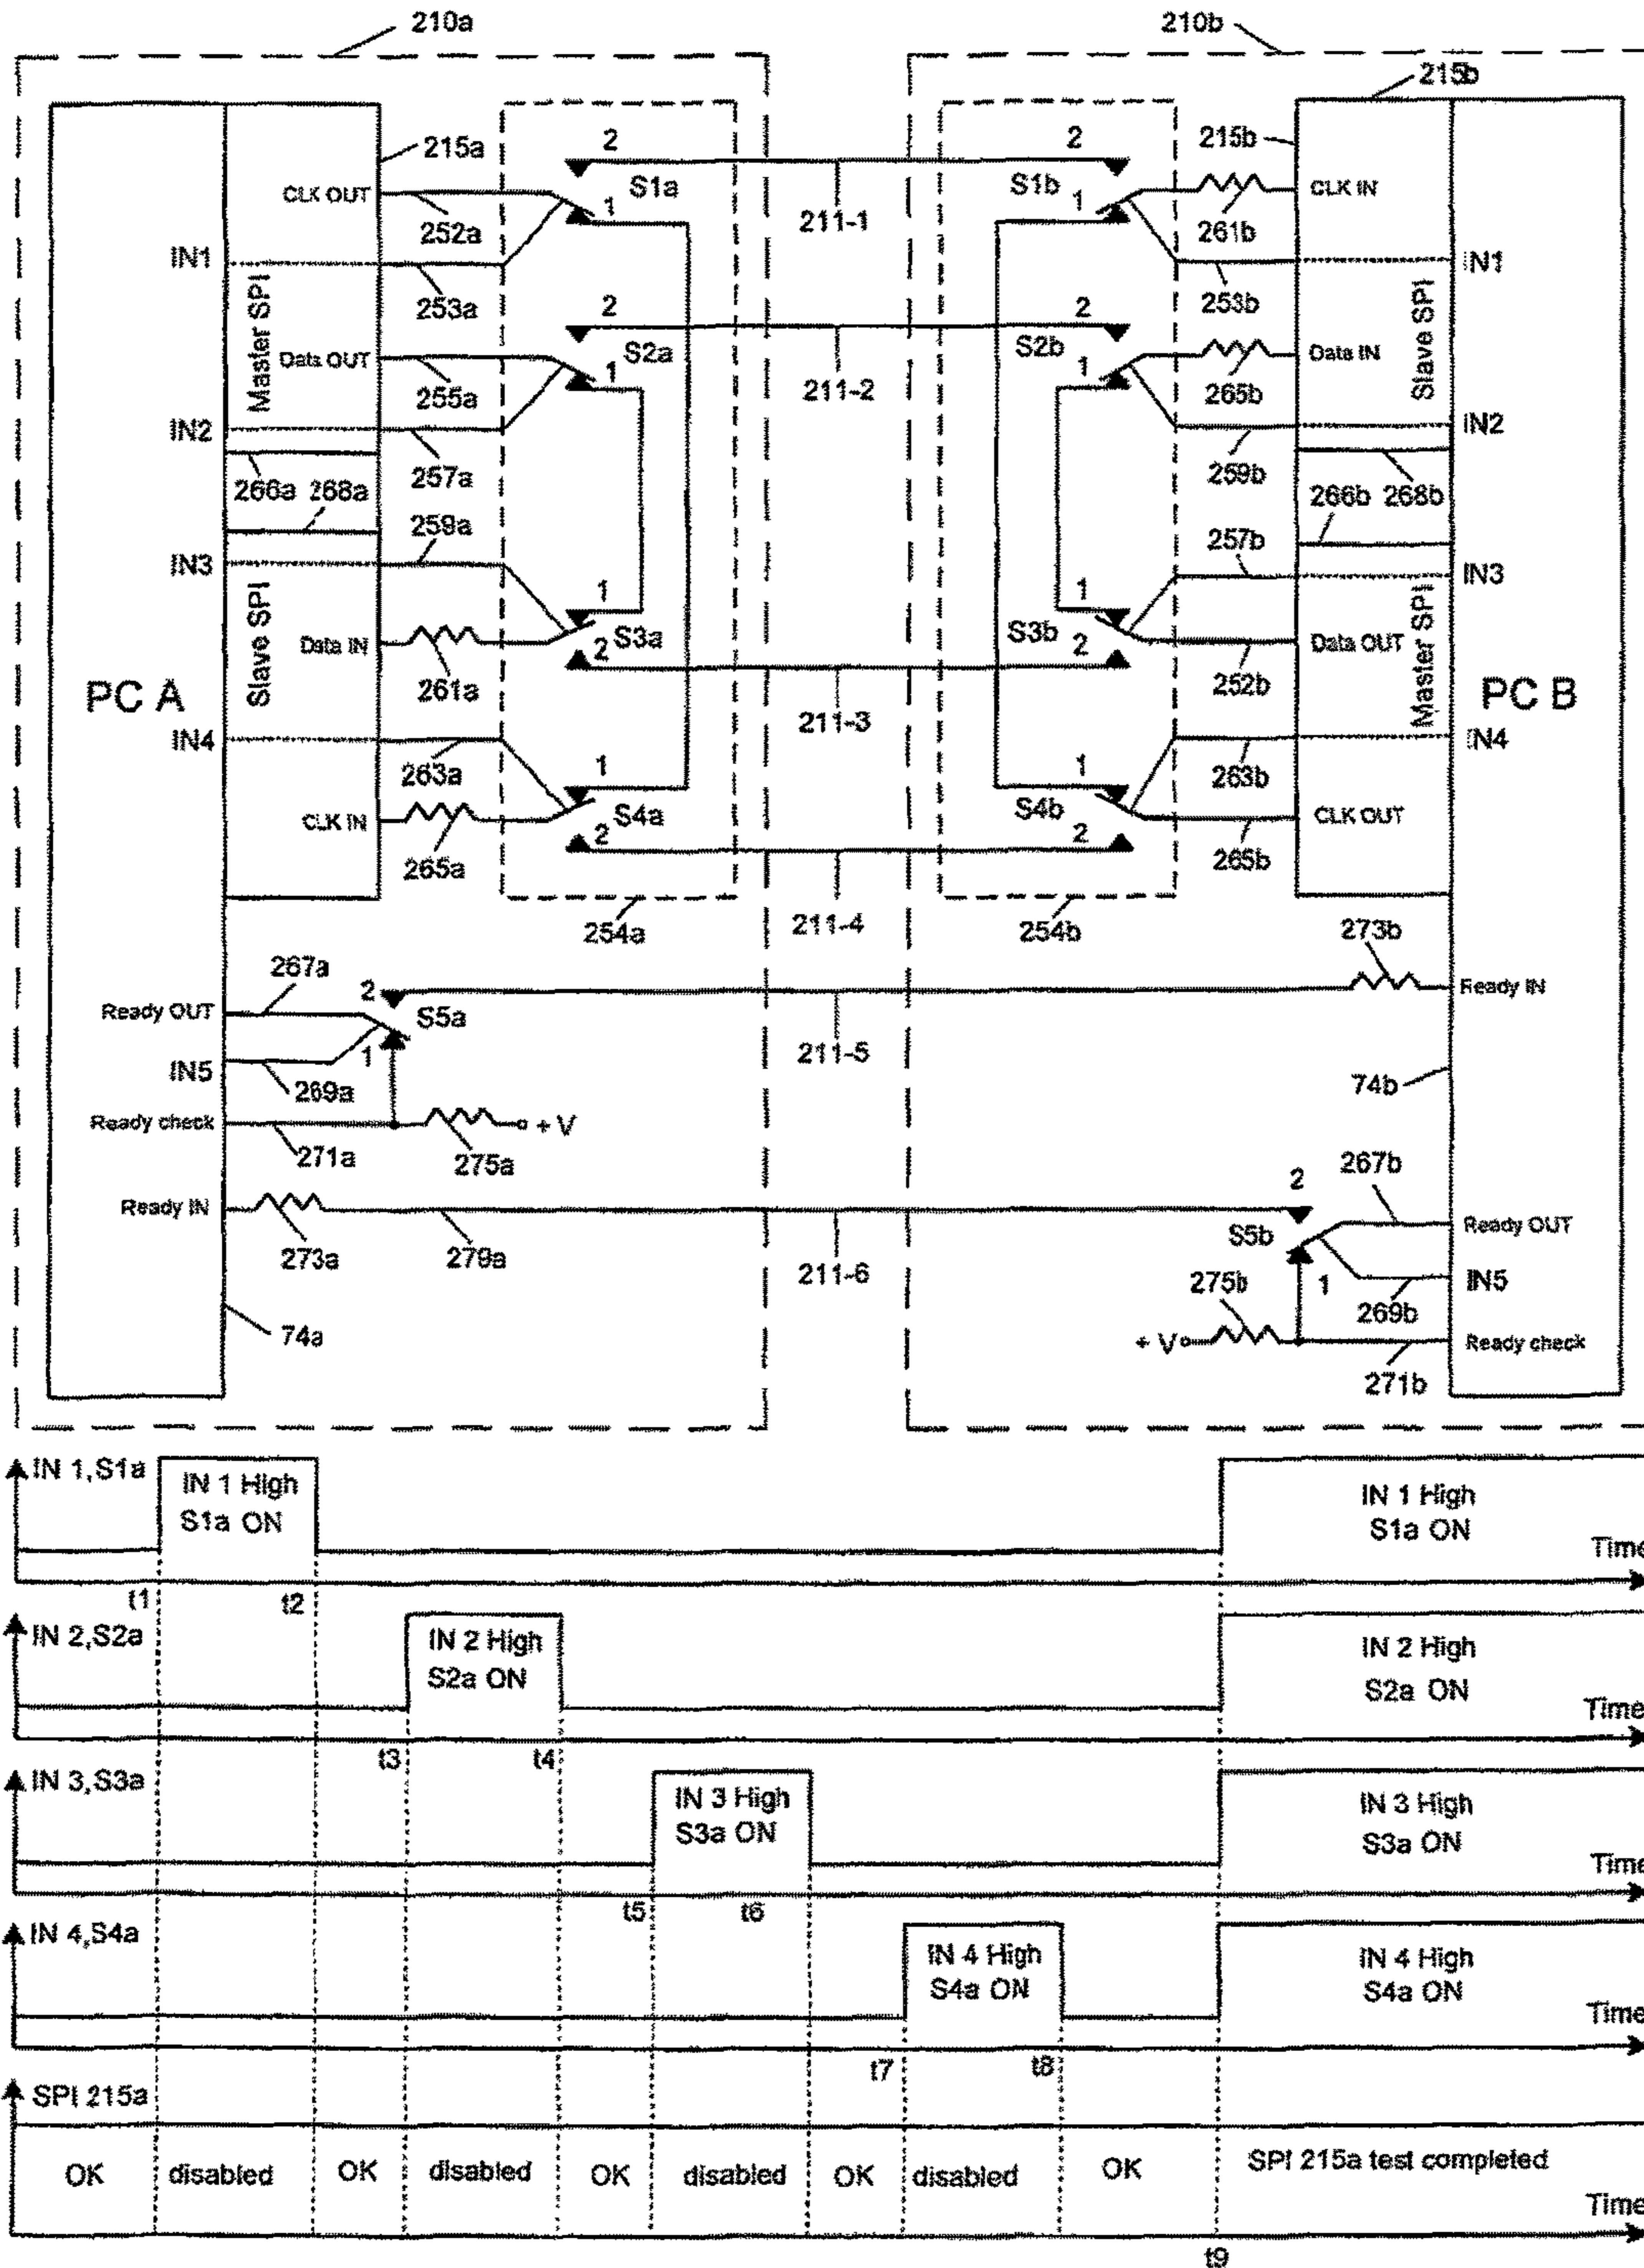 210a
210b
215b
215a
2
2
215b
CLK OUT
S1a
S1b
CLK IN
1
1
252a
211-1
261b
IN1
IN1
253a
253b
Master SPI
Slave SPI
2
2
Data OUT
S2a
S2b
Data IN
1
1
255a
211-2
265b
IN2
IN2
257a
259b
266a
268a
266b
268b
259a
257b
IN3
IN3
1
1
Slave SPI
Master SPI
Data IN
S3a
S3b
Data OUT
2
2
261a
252b
PC A
PC B
211-3
IN4
IN4
263a
1
1
263b
CLK IN
S4a
S4b
CLK OUT
2
2
265a
265b
254a
211-4
254b
273b
267a
2
Ready OUT
S5a
Ready IN
1
211-5
IN5
269a
74b
Ready check
+ V
271a
275a
267b
2
Ready IN
S5b
Ready OUT
273a
279a
211-6
275b
1
IN5
269b
74a
+ V
Ready check
271b
IN 1,S1a
IN 1 High
S1a ON
IN 1 High
S1a ON
Time
t1
t2
IN 2,S2a
IN 2 High
S2a ON
IN 2 High
S2a ON
Time
t3
t4
IN 3,S3a
IN 3 High
S3a ON
IN 3 High
S3a ON
Time
t5
t6
IN 4,S4a
IN 4 High
S4a ON
IN 4 High
S4a ON
Time
t7
t8
SPI 215a
OK
disabled
OK
disabled
OK
disabled
OK
disabled
OK
SPI 215a test completed
Time
t9